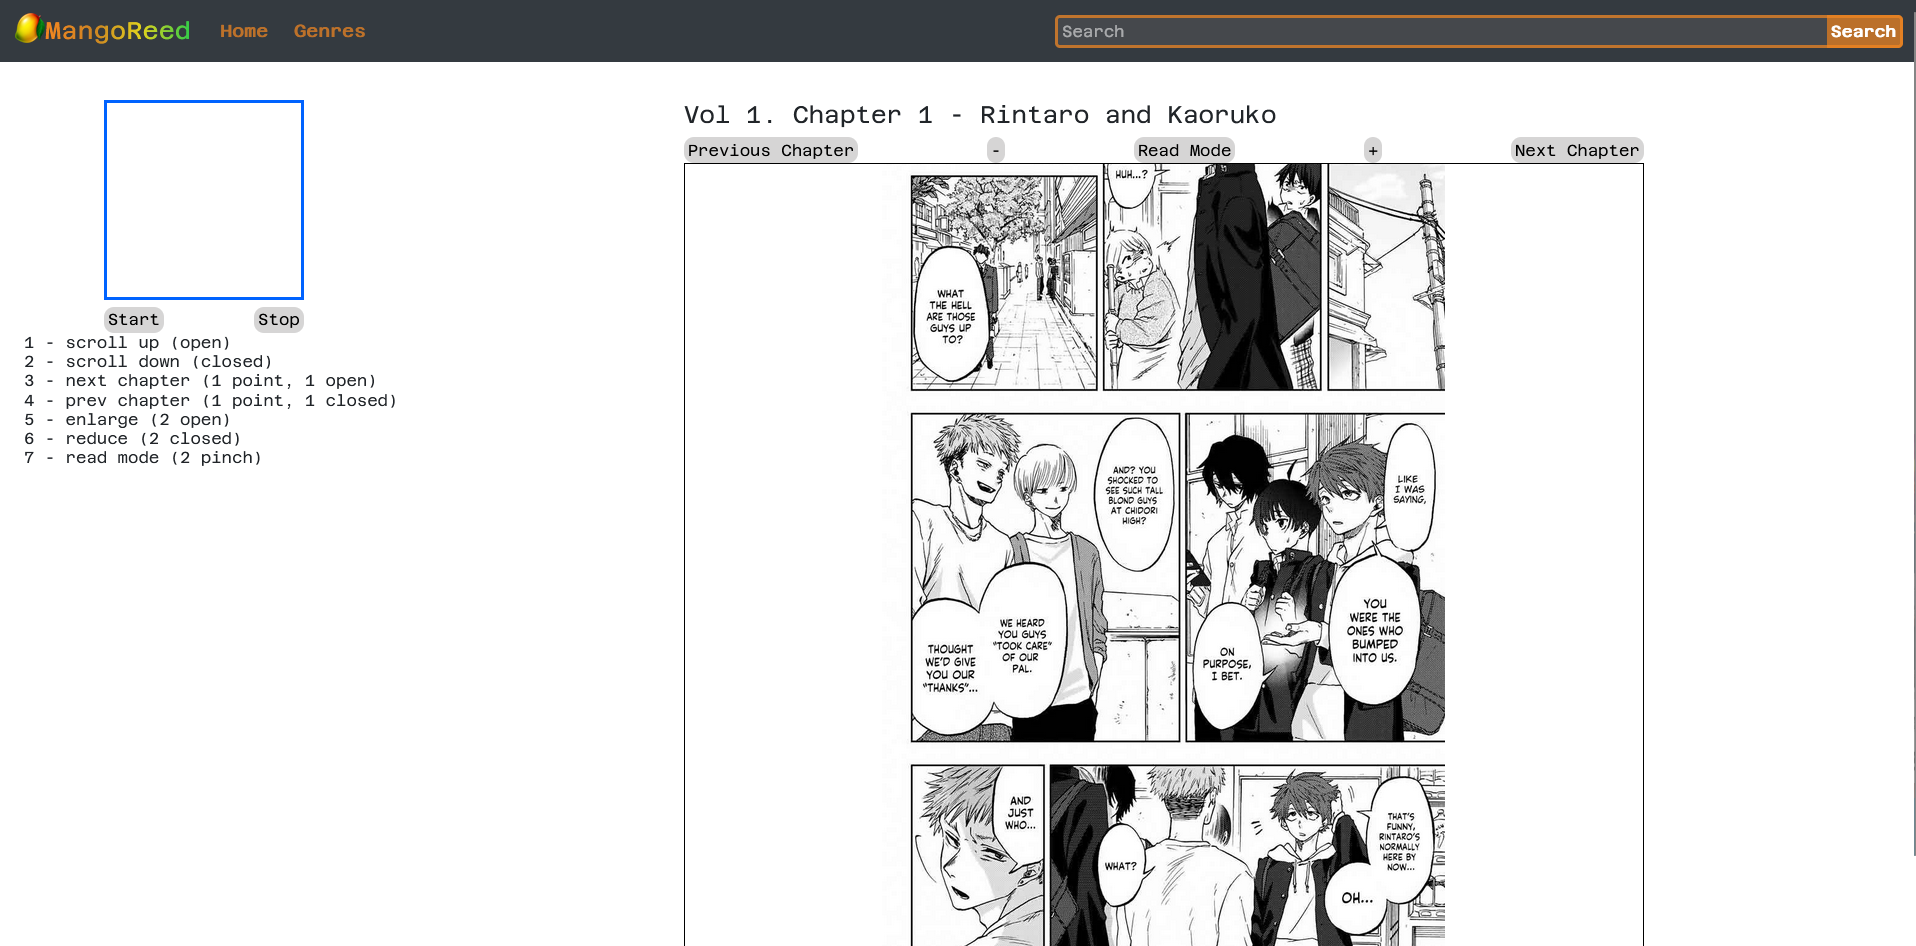 MangoReed Home Genres Search Search
Start Stop
1 - scroll up (open)
2 - scroll down (closed)
3 - next chapter (1 point, 1 open)
4 - prev chapter (1 point, 1 closed)
5 - enlarge (2 open)
6 - reduce (2 closed)
7 - read mode (2 pinch)
Vol 1. Chapter 1 - Rintaro and Kaoruko
Previous Chapter - Read Mode + Next Chapter
HUH...?
WHAT
THE HELL
ARE THOSE
GUYS UP
TO?
LIKE
I WAS
SAYING,
YOU
WERE THE
ONES WHO
BUMPED
INTO US.
ON
PURPOSE,
I BET.
AND? YOU
SHOCKED TO
SEE SUCH TALL
BLOND GUYS
AT CHIDORI
HIGH?
WE HEARD
YOU GUYS
"TOOK CARE"
OF OUR
PAL.
THOUGHT
WE'D GIVE
YOU OUR
"THANKS"...
THAT'S
FUNNY,
RINTARO'S
NORMALLY
HERE BY
NOW...
OH...
WHAT?
AND
JUST
WHO...